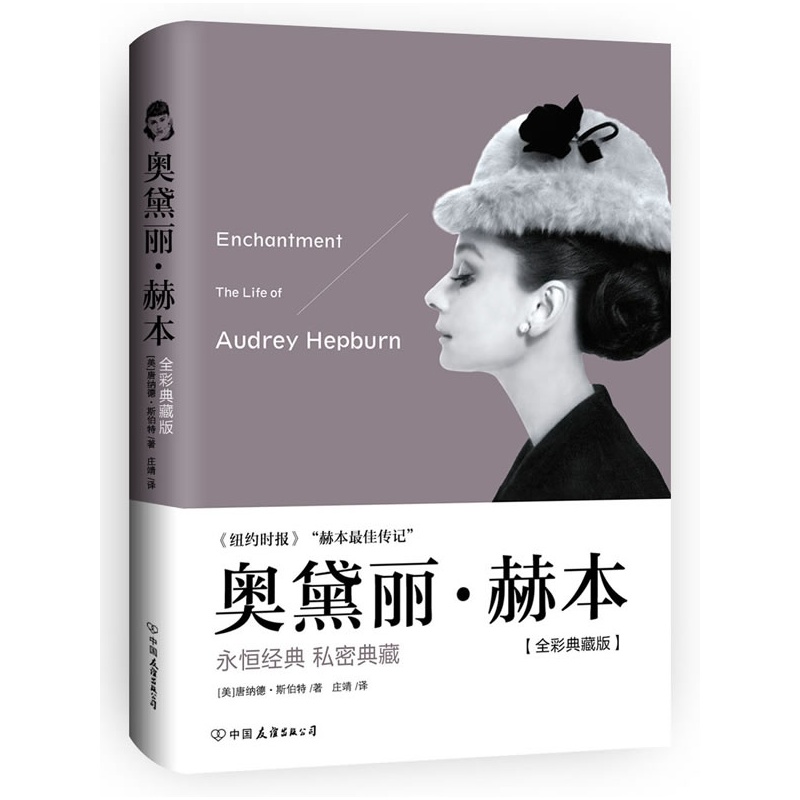 奥黛丽·赫本
全彩典藏版
[美]唐纳德·斯伯特/著 庄靖/译
中国友谊出版公司
Enchantment
The Life of
Audrey Hepburn
《纽约时报》“赫本最佳传记”
奥黛丽·赫本
永恒经典 私密典藏
【全彩典藏版】
[美]唐纳德·斯伯特/著 庄靖/译
中国友谊出版公司